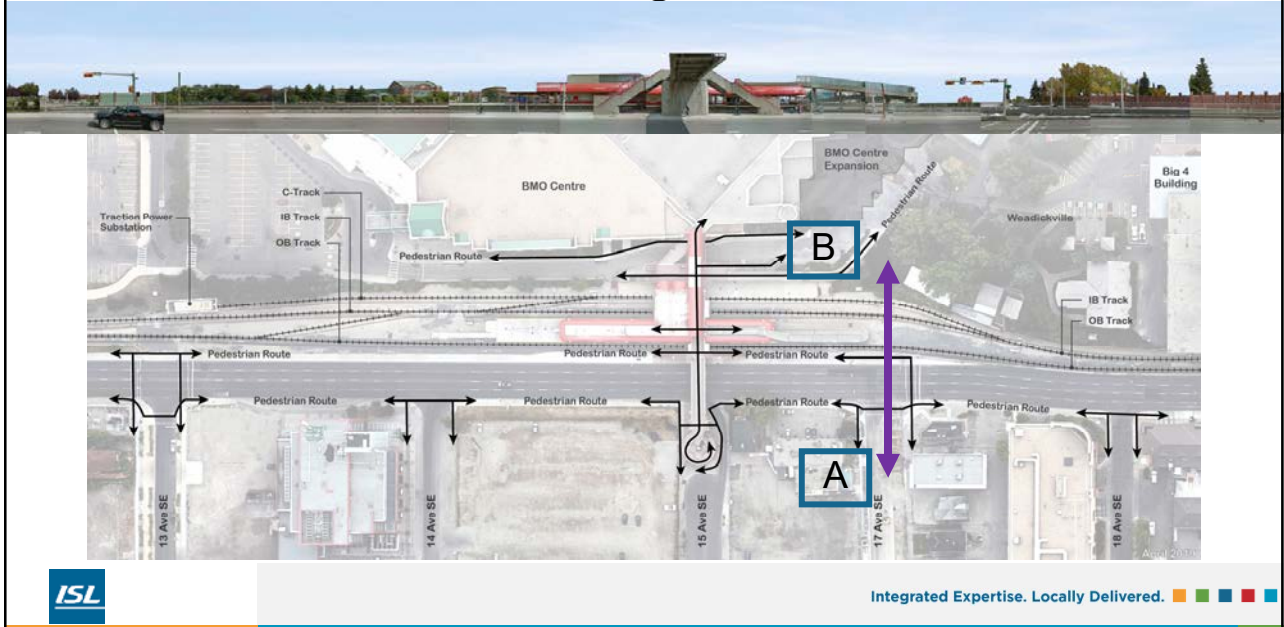 BMO Centre
Expansion
Big 4
Building
BMO Centre
C-Track
Pedestrian Route
Traction Power
Substation
IB Track
Weadickville
OB Track
B
Pedestrian Route
IB Track
OB Track
Pedestrian Route
Pedestrian Route
Pedestrian Route
Pedestrian Route
Pedestrian Route
Pedestrian Route
Pedestrian Route
A
13 Ave SE
14 Ave SE
15 Ave SE
17 Ave SE
18 Ave SE
ISL
Integrated Expertise. Locally Delivered.